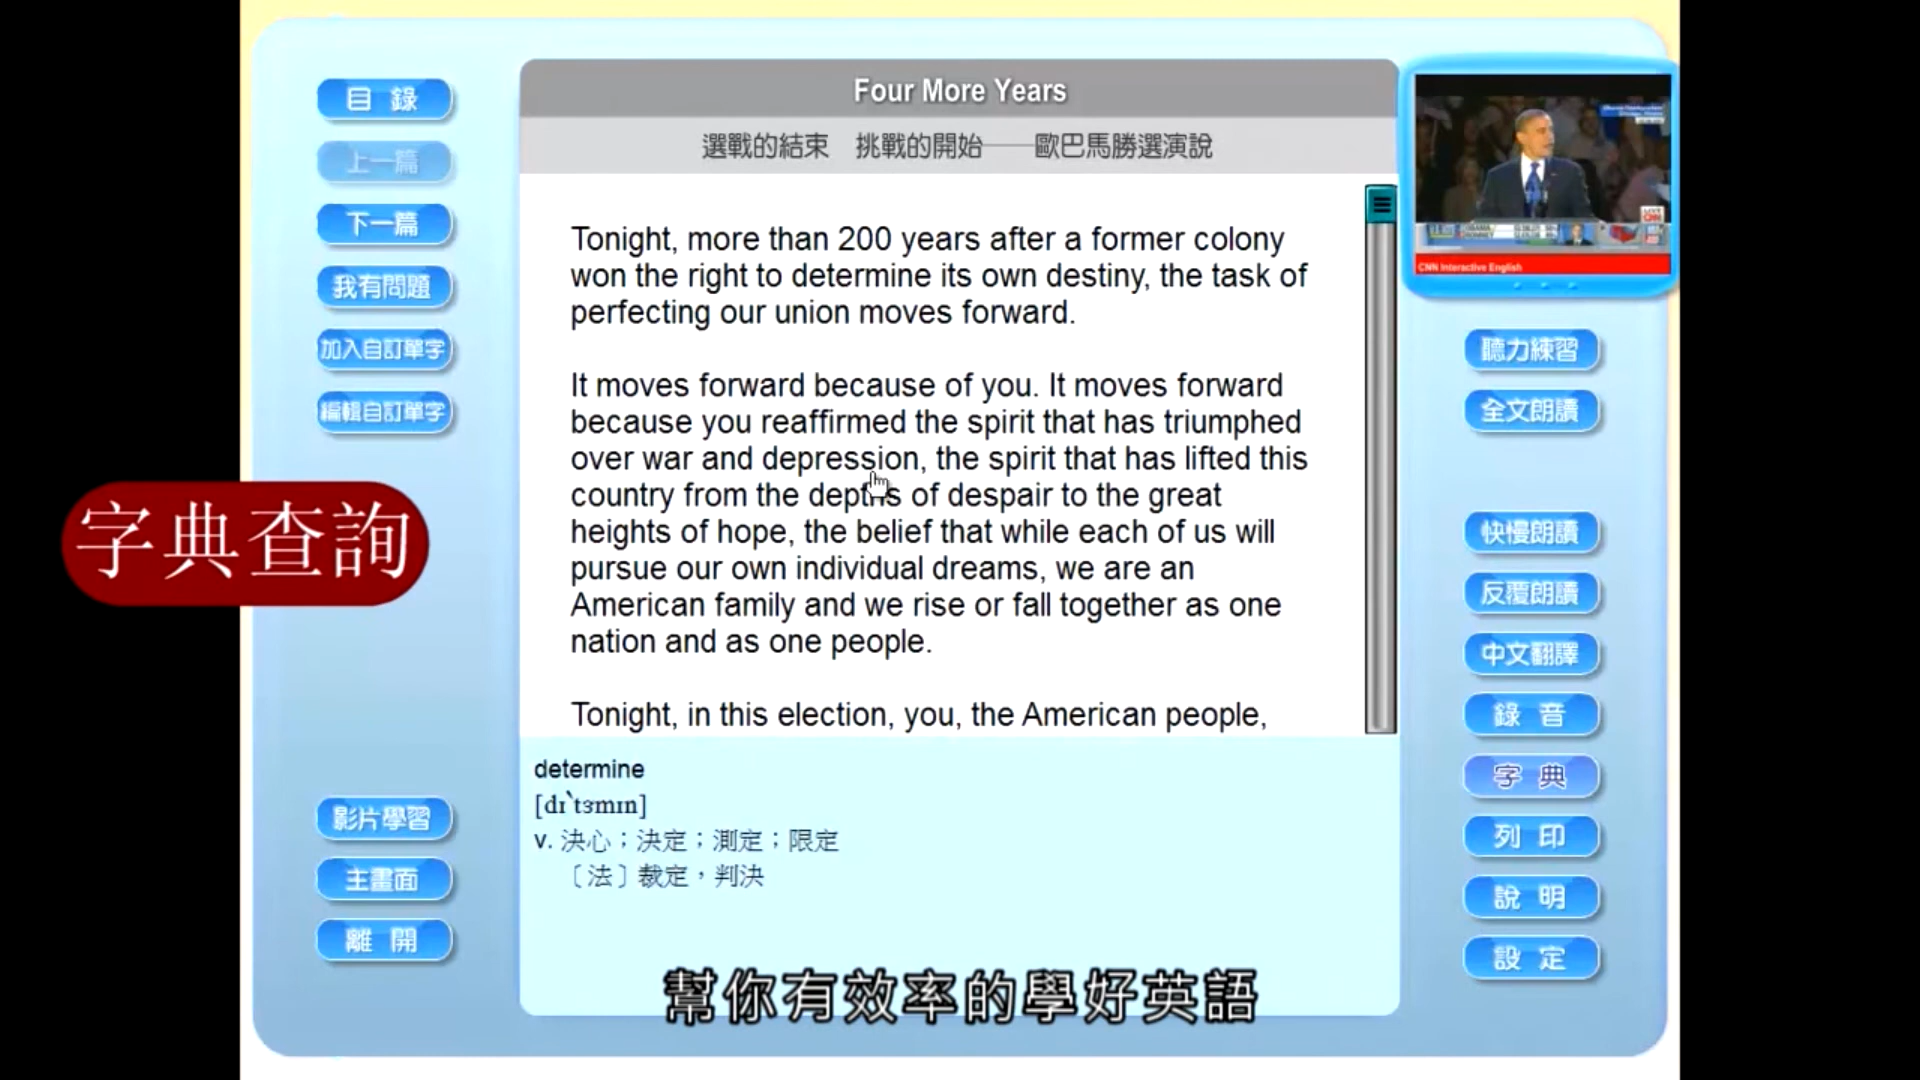 Four More Years
選戰的結束 挑戰的開始──歐巴馬勝選演說
目錄
上一篇
下一篇
我有問題
加入自訂單字
編輯自訂單字
字典查詢
影片學習
主畫面
離開
Tonight, more than 200 years after a former colony
won the right to determine its own destiny, the task of
perfecting our union moves forward.
It moves forward because of you. It moves forward
because you reaffirmed the spirit that has triumphed
over war and depression, the spirit that has lifted this
country from the depths of despair to the great
heights of hope, the belief that while each of us will
pursue our own individual dreams, we are an
American family and we rise or fall together as one
nation and as one people.
Tonight, in this election, you, the American people,
determine
[dɪˋtɝmɪn]
v. 決心；決定；測定；限定
〔法〕裁定，判決
LIVE
CNN
CNN Interactive English
聽力練習
全文朗讀
快慢朗讀
反覆朗讀
中文翻譯
錄音
字典
列印
說明
設定
幫你有效率的學好英語